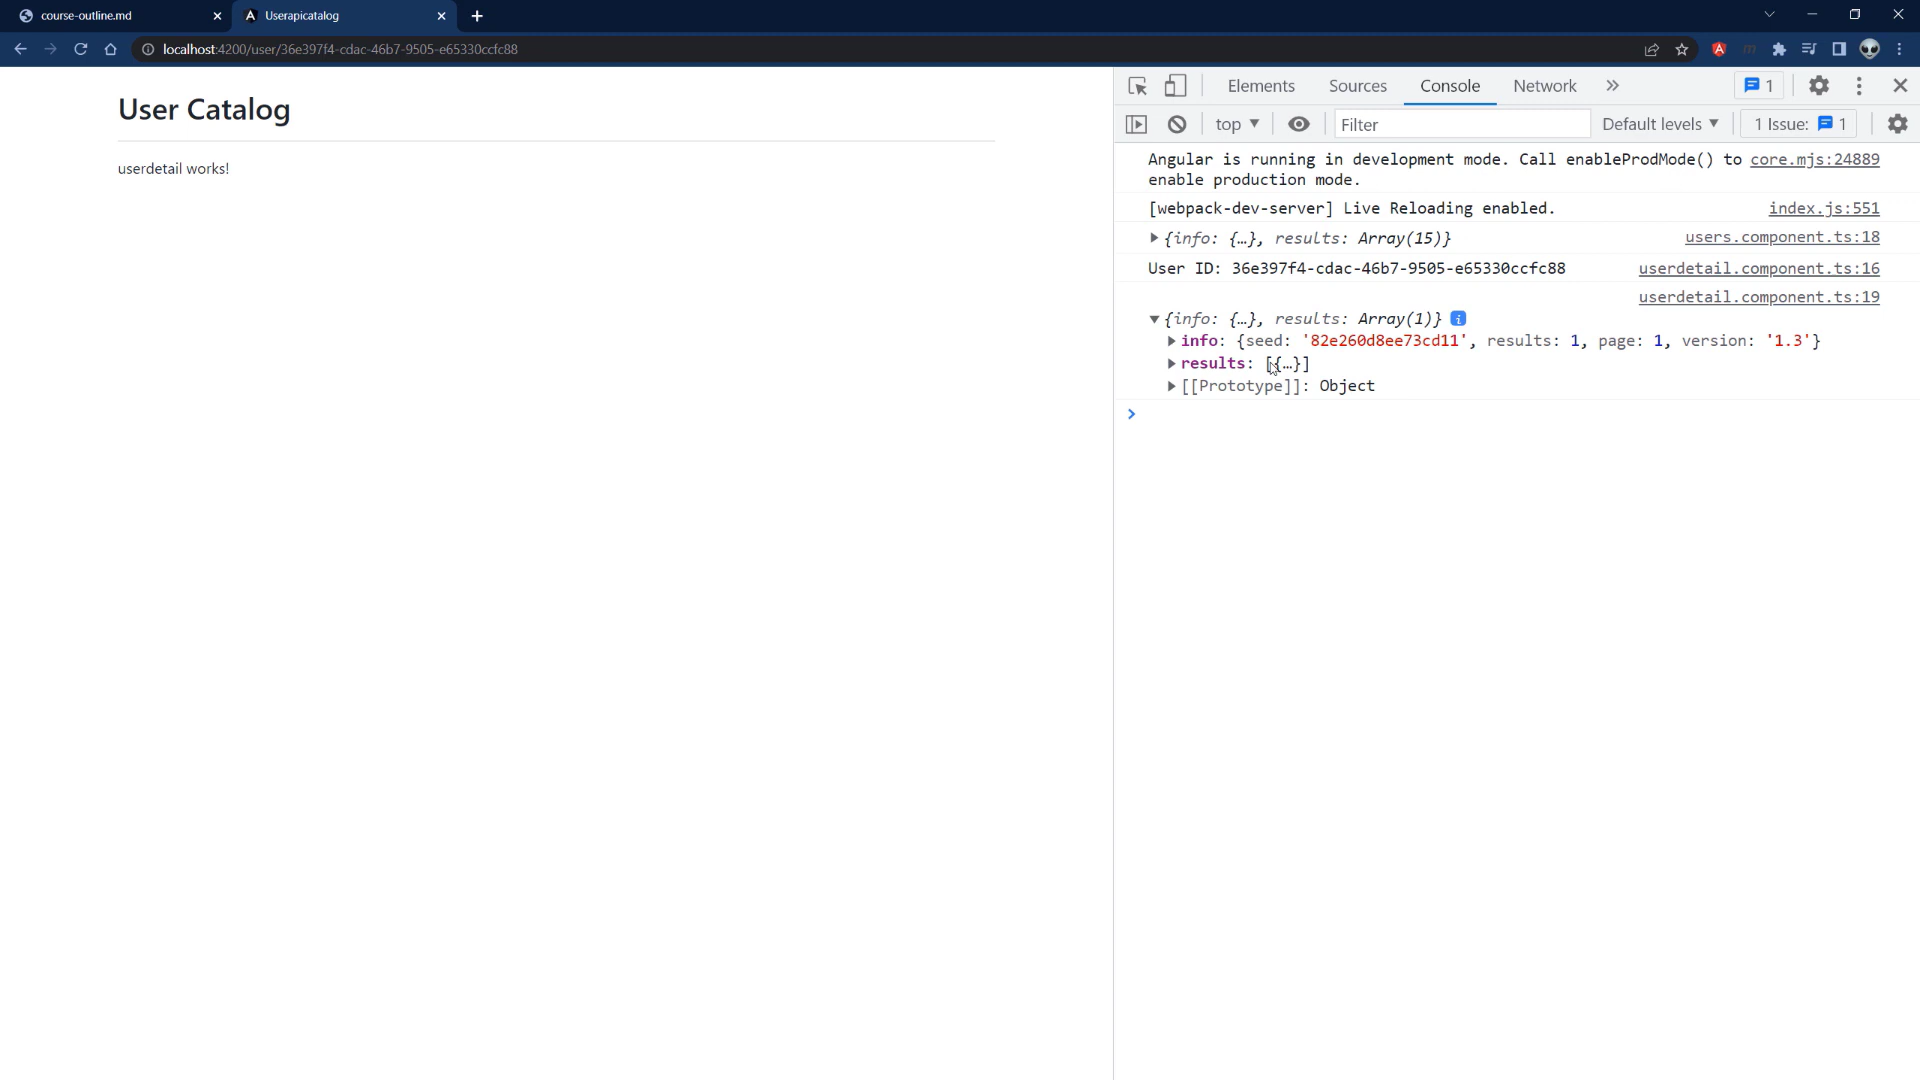 course-outline.md
Userapicatalog
localhost:4200/user/36e397f4-cdac-46b7-9505-e65330ccfc88
User Catalog
userdetail works!
Elements Sources Console Network 1
top Filter Default levels 1 Issue: 1
Angular is running in development mode. Call enableProdMode() to core.mjs:24889
enable production mode.
[webpack-dev-server] Live Reloading enabled. index.js:551
{info: {…}, results: Array(15)} users.component.ts:18
User ID: 36e397f4-cdac-46b7-9505-e65330ccfc88 userdetail.component.ts:16
userdetail.component.ts:19
{info: {…}, results: Array(1)} i
info: {seed: '82e260d8ee73cd11', results: 1, page: 1, version: '1.3'}
results: [{…}]
[[Prototype]]: Object